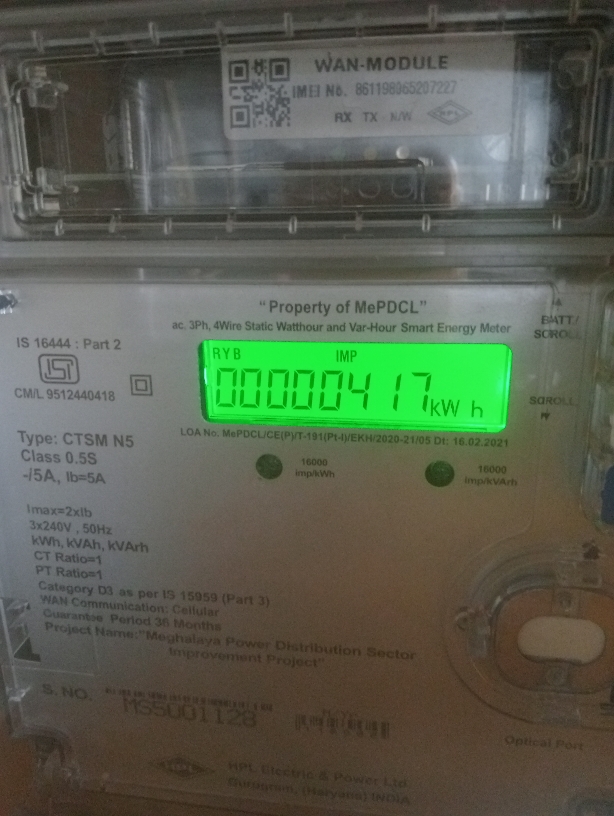 WAN-MODULE
IMEI No. 861198065207227
RX TX N/W HPL
"Property of MePDCL"
ac. 3Ph, 4Wire Static Watthour and Var-Hour Smart Energy Meter
BATT/
SCROLL
IS 16444 : Part 2
CM/L 9512440418
RYB IMP
00000417 kW h
SCROLL
LOA No. MePDCL/CE(P)/T-191(Pt-4)/EKH/2020-21/05 Dt: 16.02.2021
Type: CTSM N5
Class 0.5S
-/5A, Ib=5A
16000
imp/kWh
16000
imp/kVArh
Imax=2xIb
3x240V , 50Hz
kWh, kVAh, kVArh
CT Ratio=1
PT Ratio=1
Category D3 as per IS 15959 (Part 3)
WAN Communication: Cellular
Guarantee Period 36 Months
Project Name:"Meghalaya Power Distribution Sector
Improvement Project"
S. NO.
MS5001128
Optical Port
HPL Electric & Power Ltd.
Gurugram, (Haryana) INDIA